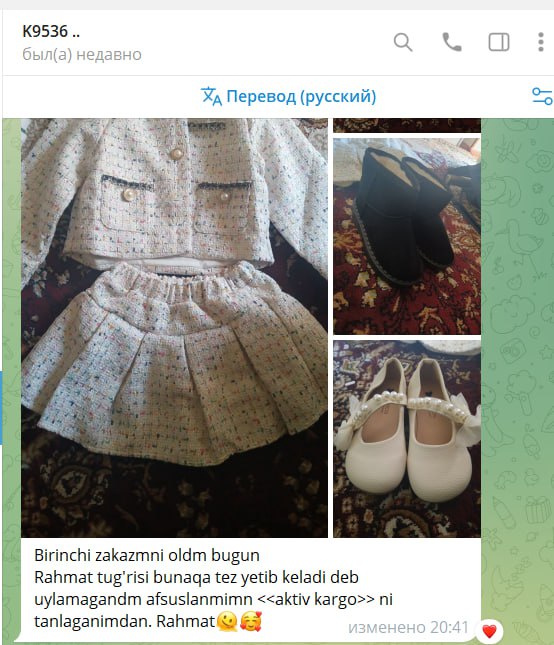 K9536 ..
был(а) недавно
Перевод (русский)
Birinchi zakazmni oldm bugun
Rahmat tug'risi bunaqa tez yetib keladi deb
uylamagandm afsuslanmimn <<aktiv kargo>> ni
tanlaganimdan. Rahmat🫠🥰
изменено 20:41